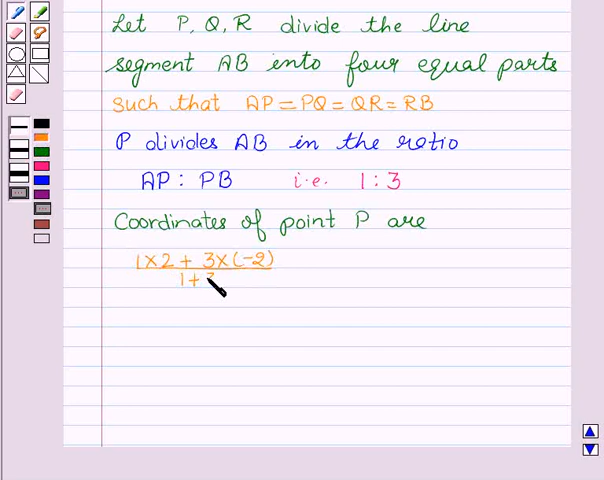 Let P, Q, R divide the line
segment AB into four equal parts
such that AP = PQ = QR = RB
P divides AB in the ratio
AP : PB i.e. 1 : 3
Coordinates of point P are
1 × 2 + 3 × (-2)
1 + 3